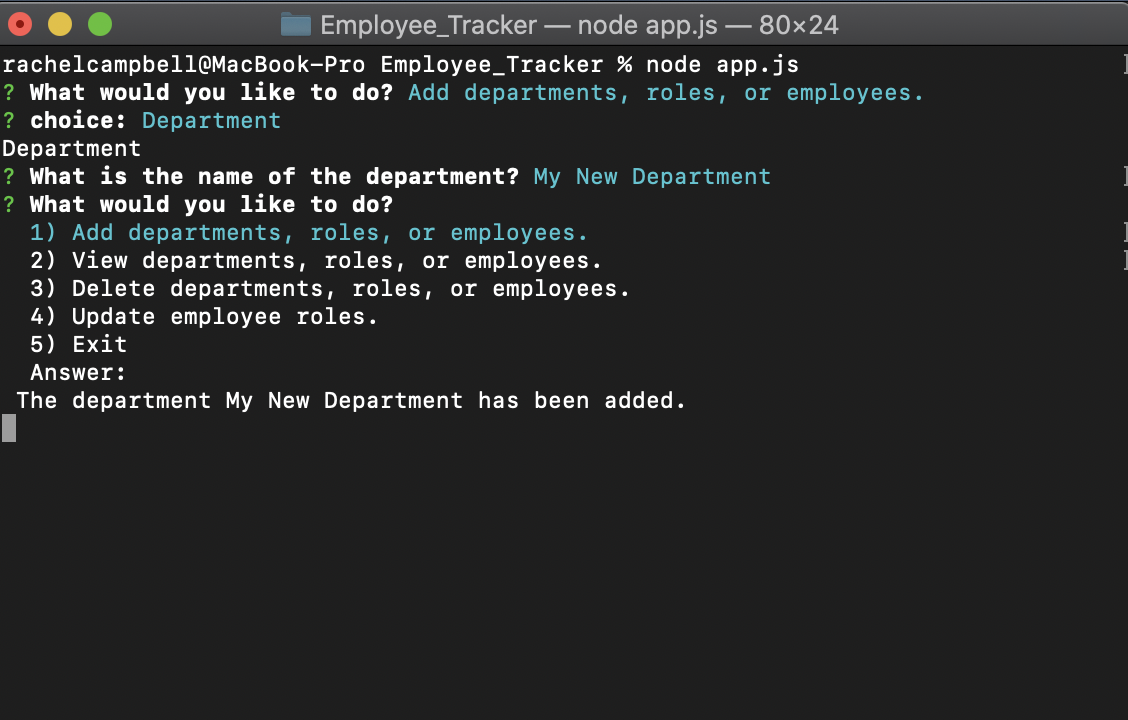 Employee_Tracker — node app.js — 80×24
rachelcampbell@MacBook-Pro Employee_Tracker % node app.js
? What would you like to do? Add departments, roles, or employees.
? choice: Department
Department
? What is the name of the department? My New Department
? What would you like to do?
1) Add departments, roles, or employees.
2) View departments, roles, or employees.
3) Delete departments, roles, or employees.
4) Update employee roles.
5) Exit
Answer:
The department My New Department has been added.